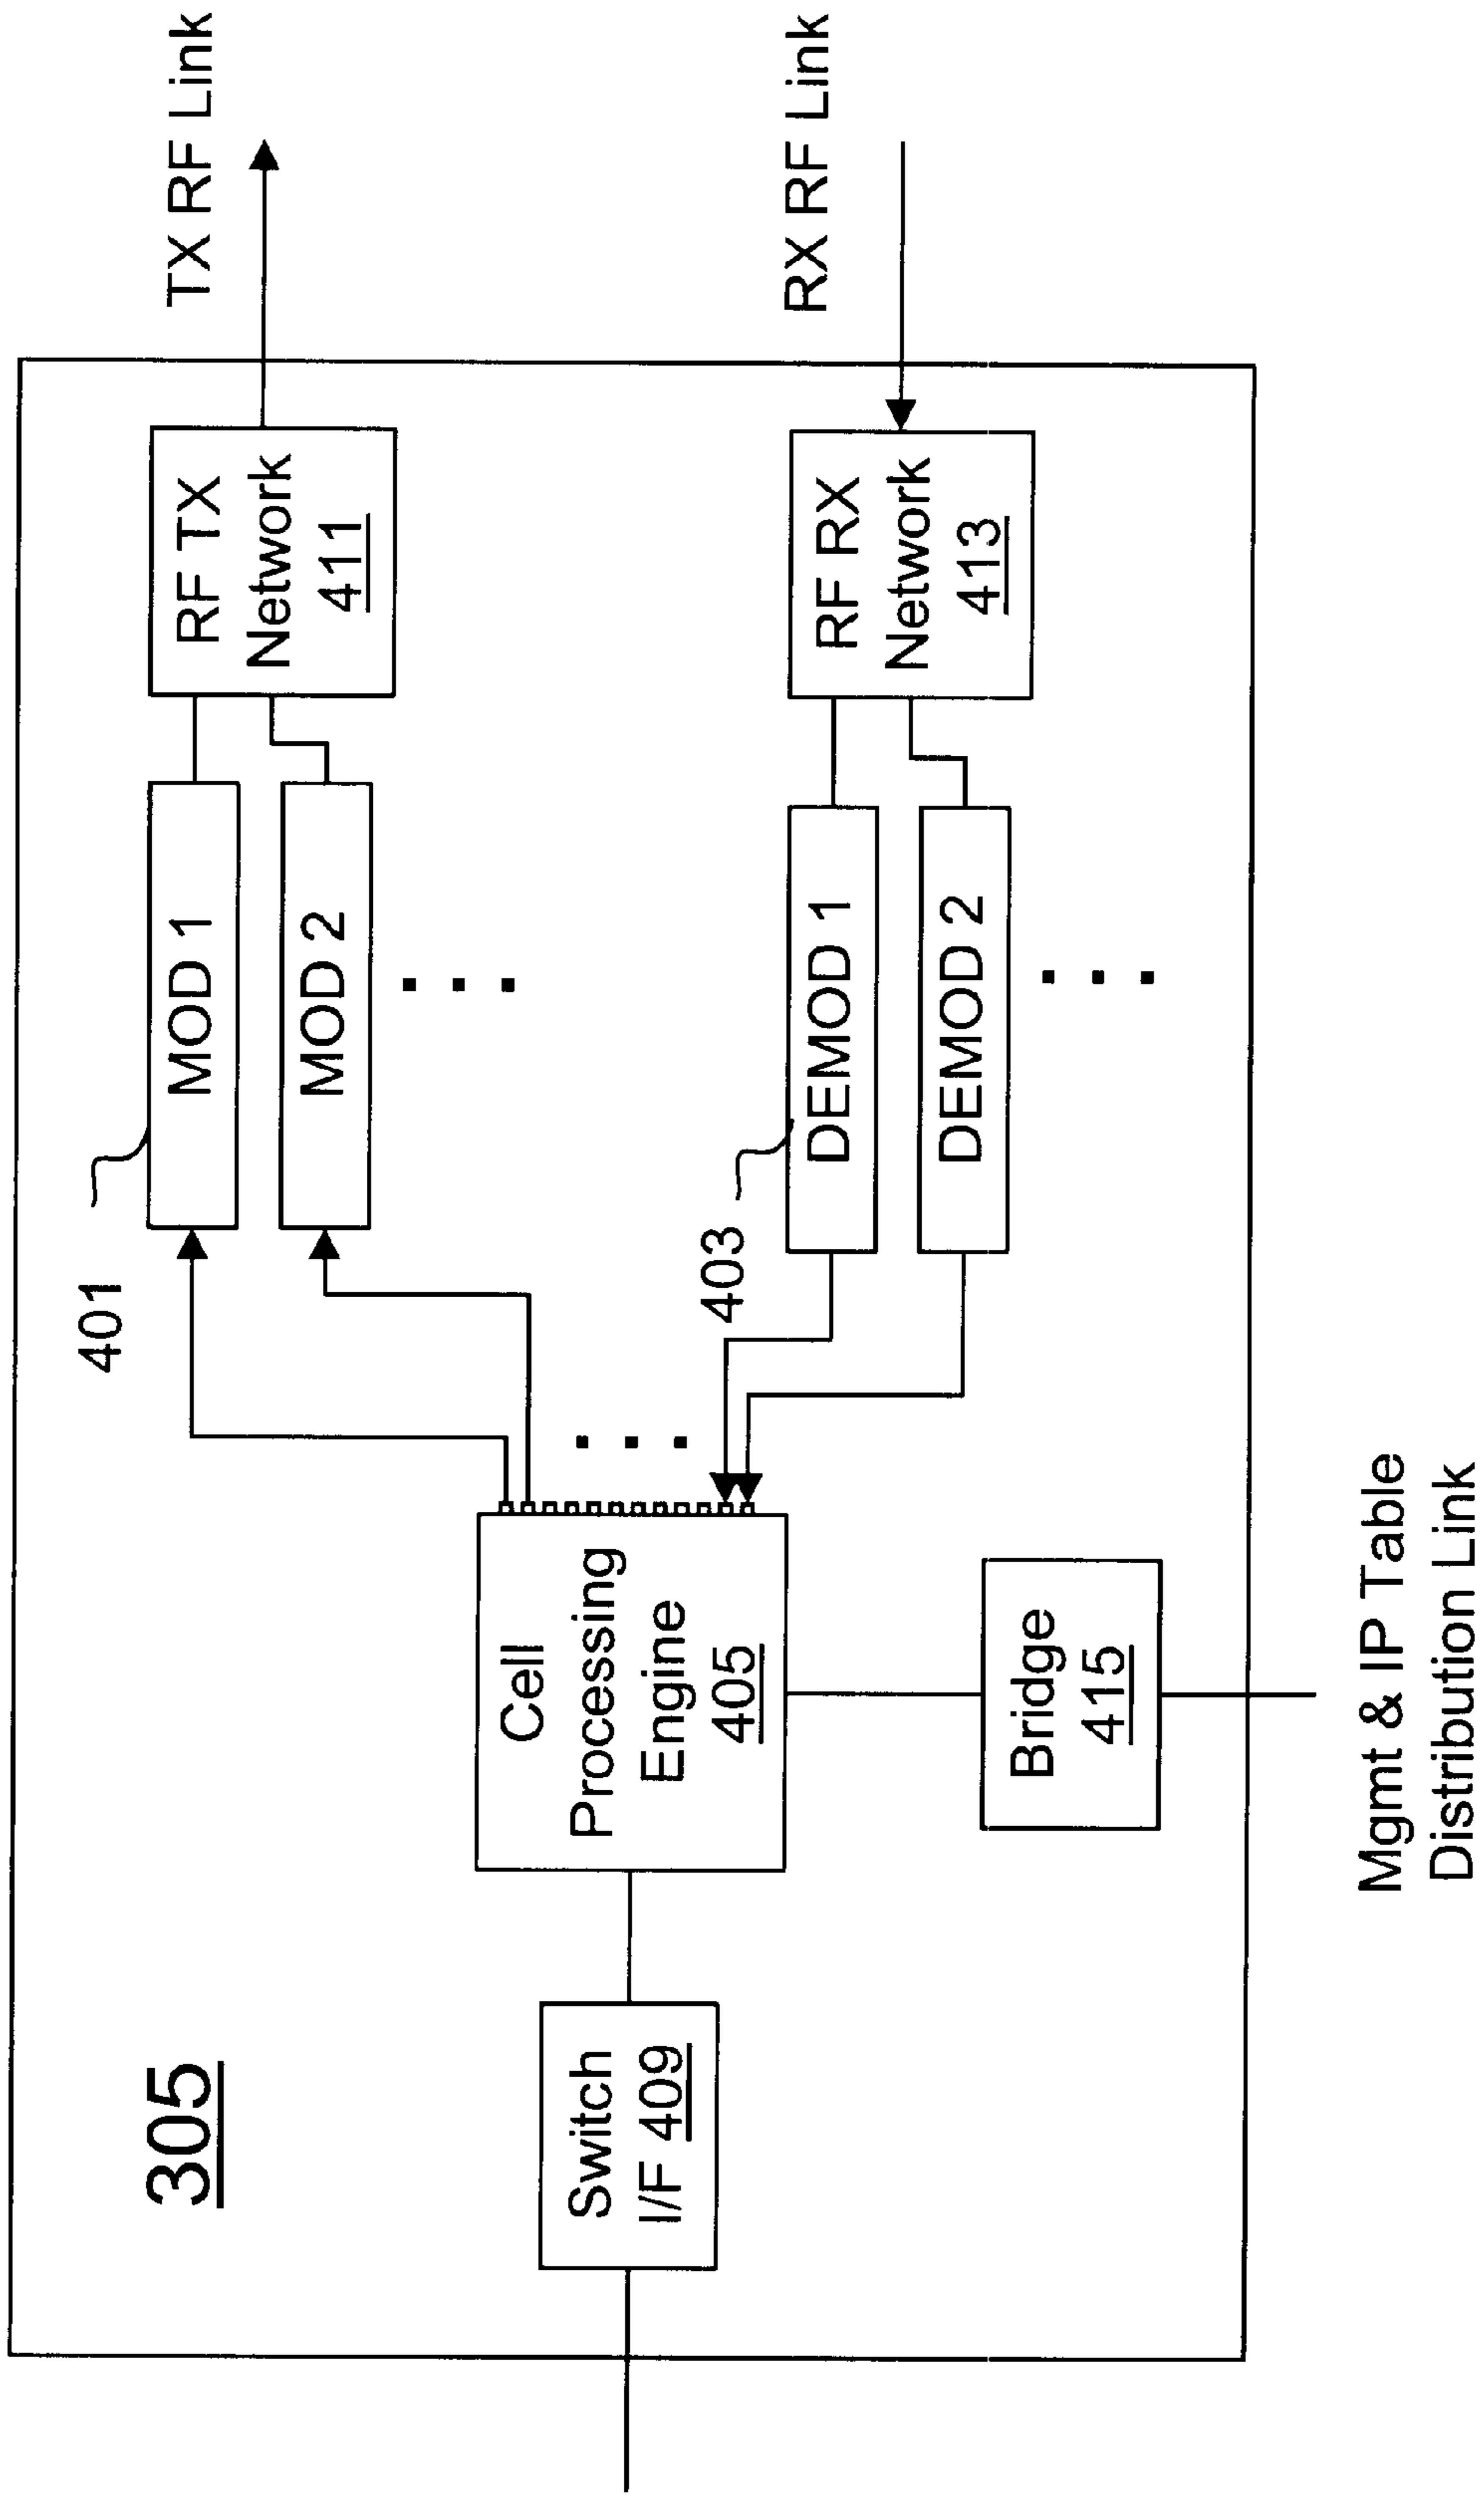 305
401
MOD 1
MOD 2
RF TX
Network
411
TX RF Link
Switch
I/F 409
Cell
Processing
Engine
405
403
DEMOD 1
DEMOD 2
RF RX
Network
413
RX RF Link
Bridge
415
Mgmt & IP Table
Distribution Link